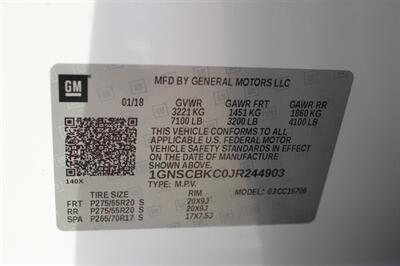 GM
MFD BY GENERAL MOTORS LLC
01/18 GVWR GAWR FRT GAWR RR
3221 KG 1451 KG 1860 KG
7100 LB 3200 LB 4100 LB
THIS VEHICLE CONFORMS TO ALL
APPLICABLE U.S. FEDERAL MOTOR
VEHICLE SAFETY STANDARDS IN EFFECT
ON THE DATE OF MANUFACTURE
SHOWN ABOVE.
140X 1GNSCBKC0JR244903
TYPE: M.P.V.
TIRE SIZE RIM
FRT P275/55R20 S 20X9J
RR P275/55R20 S 20X9J
SPA P265/70R17 S 17X7.5J